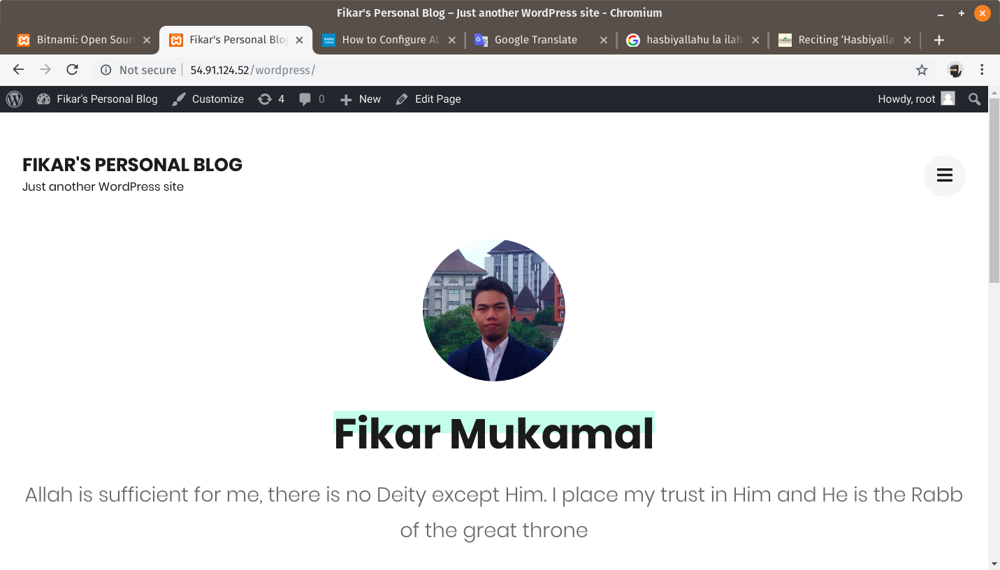 Fikar's Personal Blog – Just another WordPress site - Chromium
Bitnami: Open Sour
Fikar's Personal Blog
How to Configure Ab
Google Translate
hasbiyallahu la ilah
Reciting ‘Hasbiyalla
Not secure
54.91.124.52/wordpress/
Fikar's Personal Blog
Customize
4
0
New
Edit Page
Howdy, root
FIKAR'S PERSONAL BLOG
Just another WordPress site
Fikar Mukamal
Allah is sufficient for me, there is no Deity except Him. I place my trust in Him and He is the Rabb
of the great throne